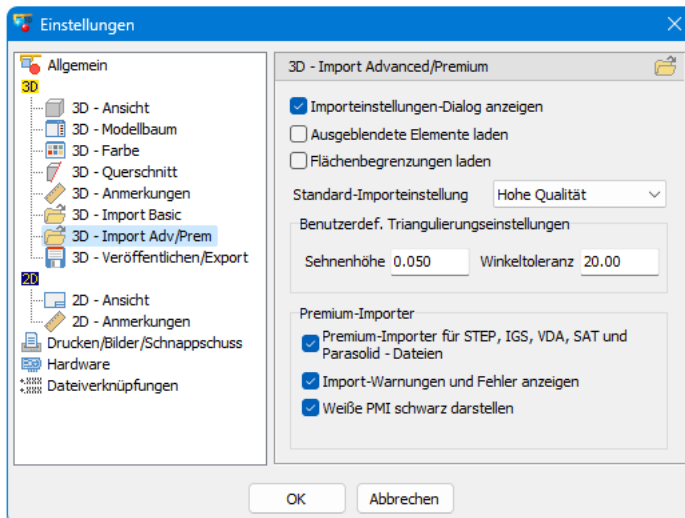 Einstellungen
Allgemein
3D
3D - Ansicht
3D - Modellbaum
3D - Farbe
3D - Querschnitt
3D - Anmerkungen
3D - Import Basic
3D - Import Adv/Prem
3D - Veröffentlichen/Export
2D
2D - Ansicht
2D - Anmerkungen
Drucken/Bilder/Schnappschuss
Hardware
Dateiverknüpfungen
3D - Import Advanced/Premium
Importeinstellungen-Dialog anzeigen
Ausgeblendete Elemente laden
Flächenbegrenzungen laden
Standard-Importeinstellung Hohe Qualität
Benutzerdef. Triangulierungseinstellungen
Sehnenhöhe 0.050 Winkeltoleranz 20.00
Premium-Importer
Premium-Importer für STEP, IGS, VDA, SAT und
Parasolid - Dateien
Import-Warnungen und Fehler anzeigen
Weiße PMI schwarz darstellen
OK Abbrechen